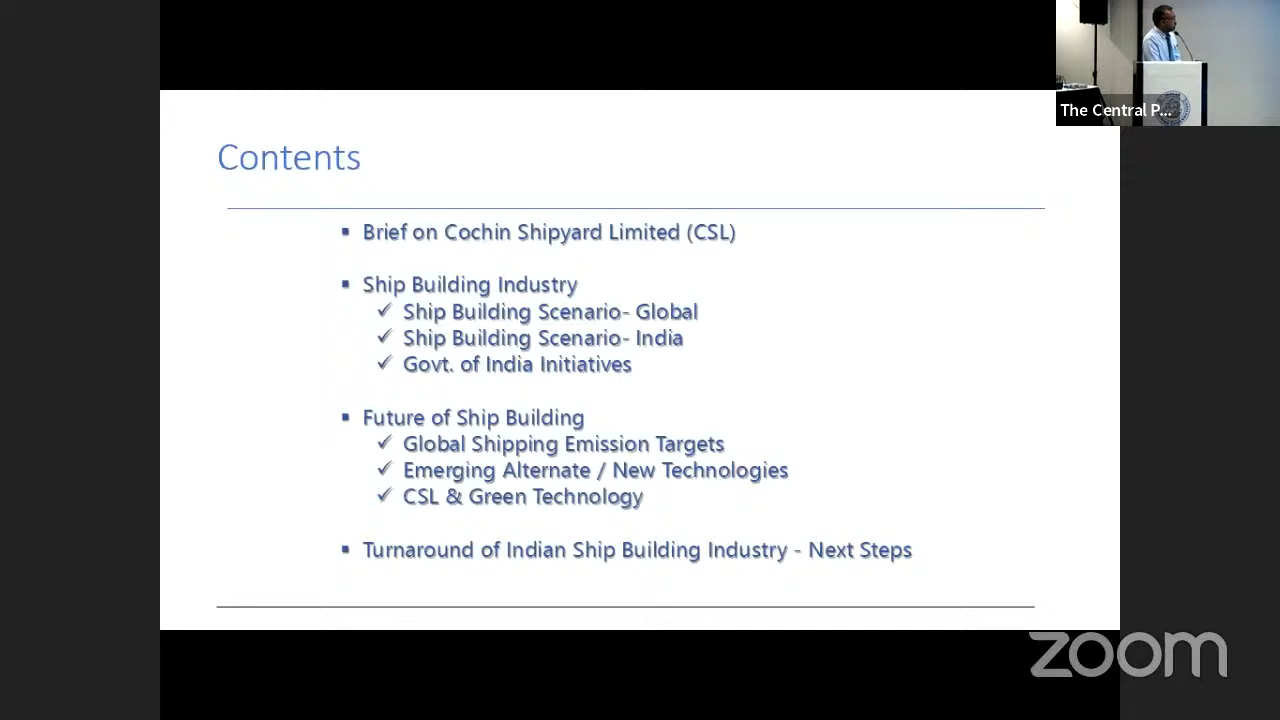 The Central P...
Contents
▪ Brief on Cochin Shipyard Limited (CSL)
▪ Ship Building Industry
✓ Ship Building Scenario- Global
✓ Ship Building Scenario- India
✓ Govt. of India Initiatives
▪ Future of Ship Building
✓ Global Shipping Emission Targets
✓ Emerging Alternate / New Technologies
✓ CSL & Green Technology
▪ Turnaround of Indian Ship Building Industry - Next Steps
zoom